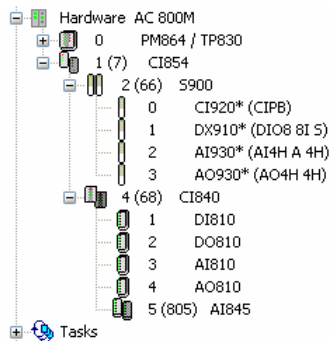 Hardware AC 800M
0 PM864 / TP830
1 (7) CI854
2 (66) S900
0 CI920* (CIPB)
1 DX910* (DIO8 8I S)
2 AI930* (AI4H A 4H)
3 AO930* (AO4H 4H)
4 (68) CI840
1 DI810
2 DO810
3 AI810
4 AO810
5 (805) AI845
Tasks